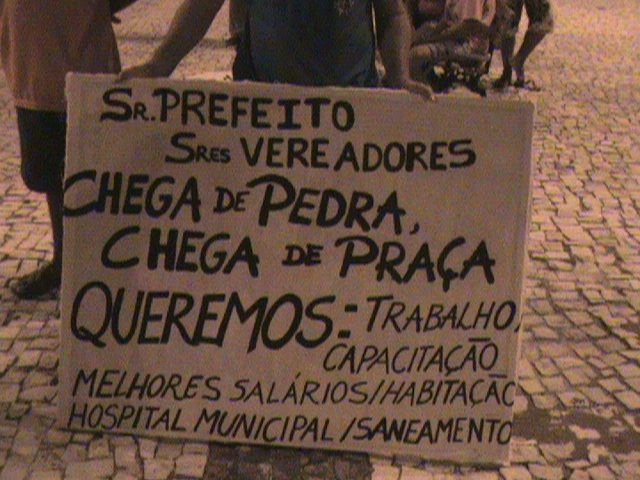 SR. PREFEITO
SRES VEREADORES
CHEGA DE PEDRA,
CHEGA DE PRAÇA
QUEREMOS: TRABALHO,
CAPACITAÇÃO
MELHORES SALÁRIOS/HABITAÇÃO
HOSPITAL MUNICIPAL/SANEAMENTO